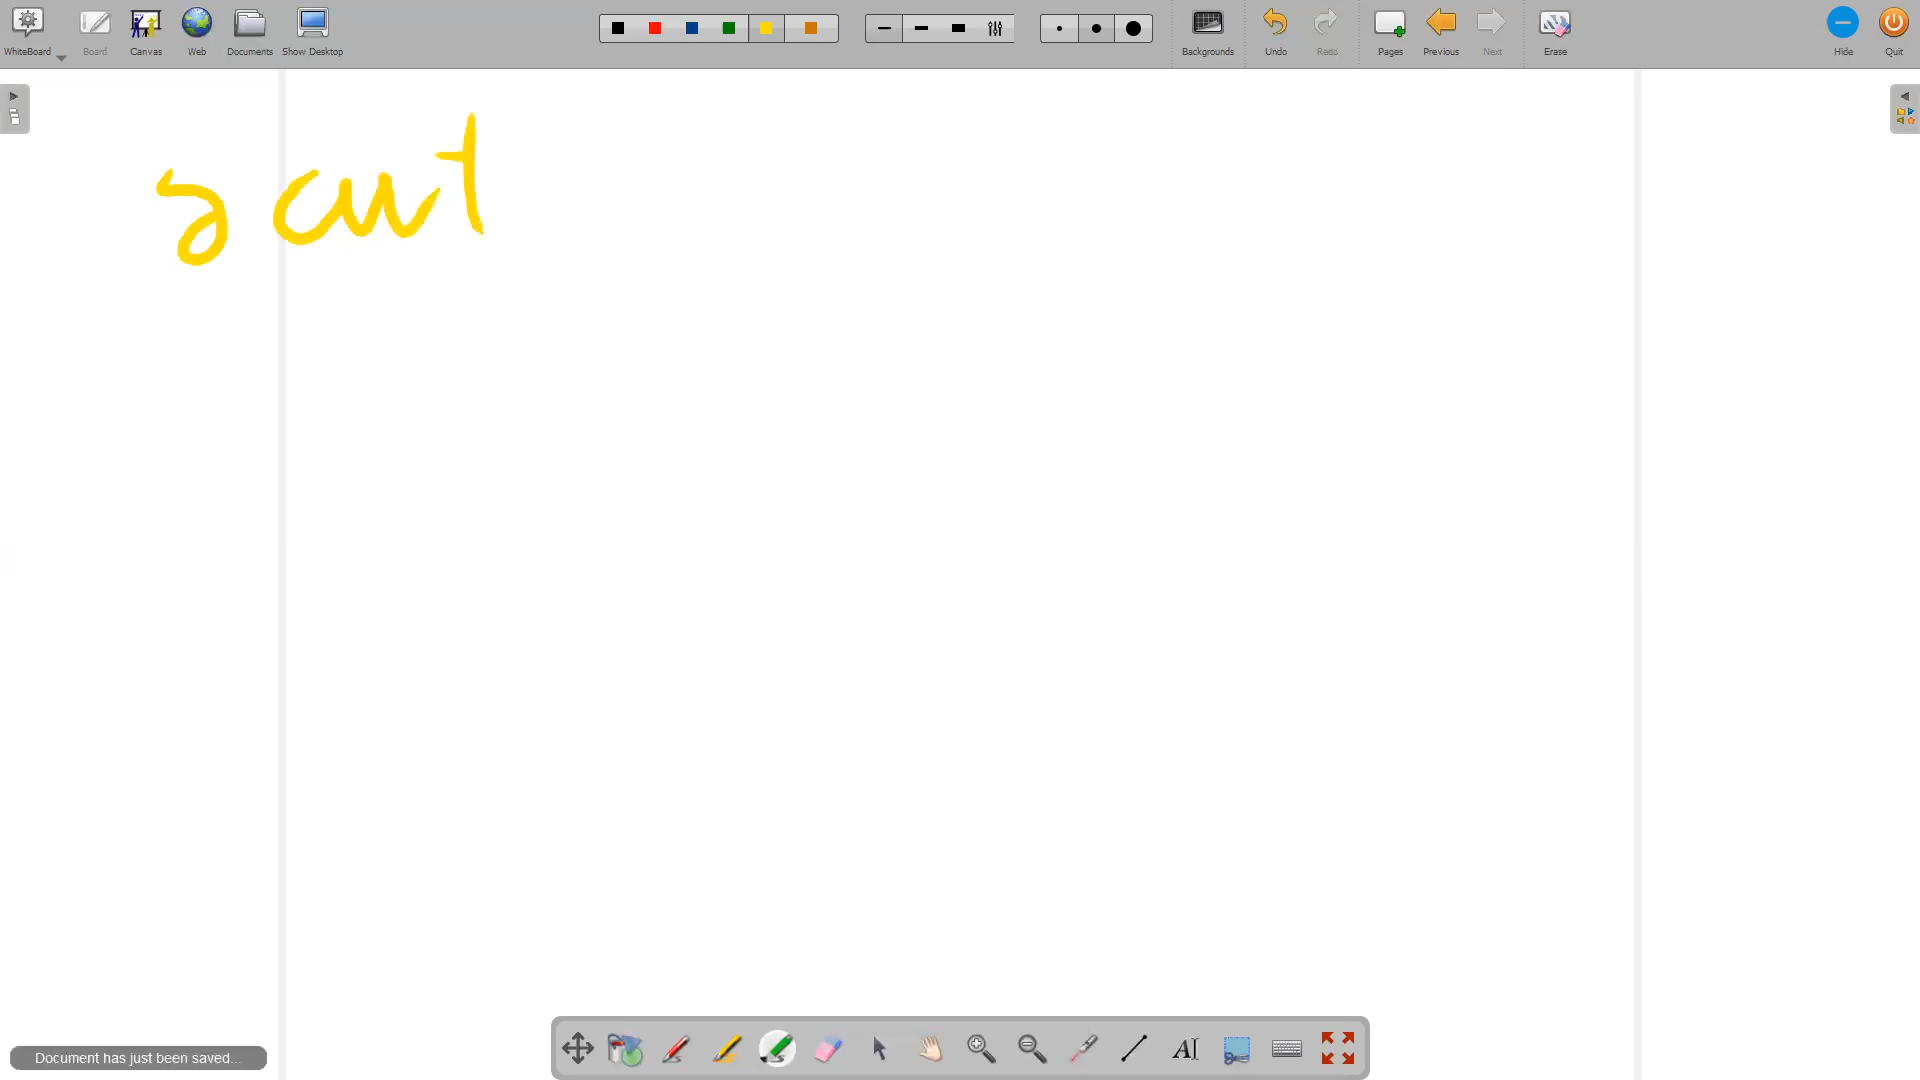 WhiteBoard
Board
Canvas
Web
Documents
Show Desktop
Backgrounds
Undo
Redo
Pages
Previous
Next
Erase
Hide
Quit
cut
Document has just been saved...
AI